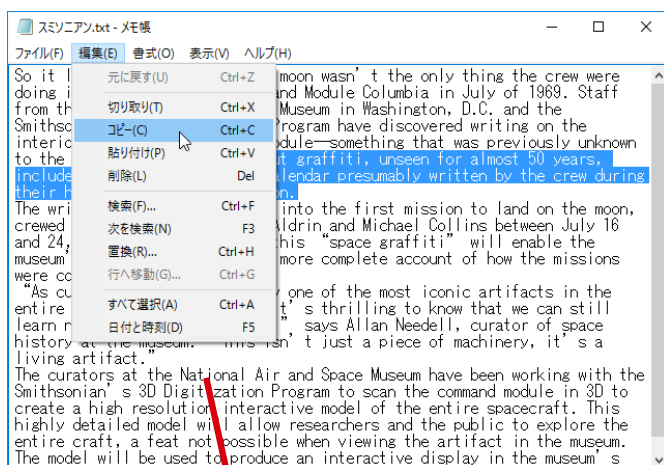 スミソニアン.txt - メモ帳
ファイル(F) 編集(E) 書式(O) 表示(V) ヘルプ(H)
元に戻す(U) Ctrl+Z
切り取り(T) Ctrl+X
コピー(C) Ctrl+C
貼り付け(P) Ctrl+V
削除(L) Del
検索(F)... Ctrl+F
次を検索(N) F3
置換(R)... Ctrl+H
行へ移動(G)... Ctrl+G
すべて選択(A) Ctrl+A
日付と時刻(D) F5
So it moon wasn’t the only thing the crew were
doing and Module Columbia in July of 1969. Staff
from Museum in Washington, D.C. and the
Program have discovered writing on the
—something that was previously unknown
to the graffiti, unseen for almost 50 years,
include presumably written by the crew during
their
The into the first mission to land on the moon,
crewed Aldrin and Michael Collins between July 16
and 24, “space graffiti” will enable the
museum’ more complete account of how the missions
were
“As one of the most iconic artifacts in the
entire s thrilling to know that we can still
learn ” says Allan Needell, curator of space
history at the museum. “This isn’t just a piece of machinery, it’s a
living artifact.”
The curators at the National Air and Space Museum have been working with the
Smithsonian’s 3D Digitization Program to scan the command module in 3D to
create a high resolution interactive model of the entire spacecraft. This
highly detailed model will allow researchers and the public to explore the
entire craft, a feat not possible when viewing the artifact in the museum.
The model will be used to produce an interactive display in the museum’s